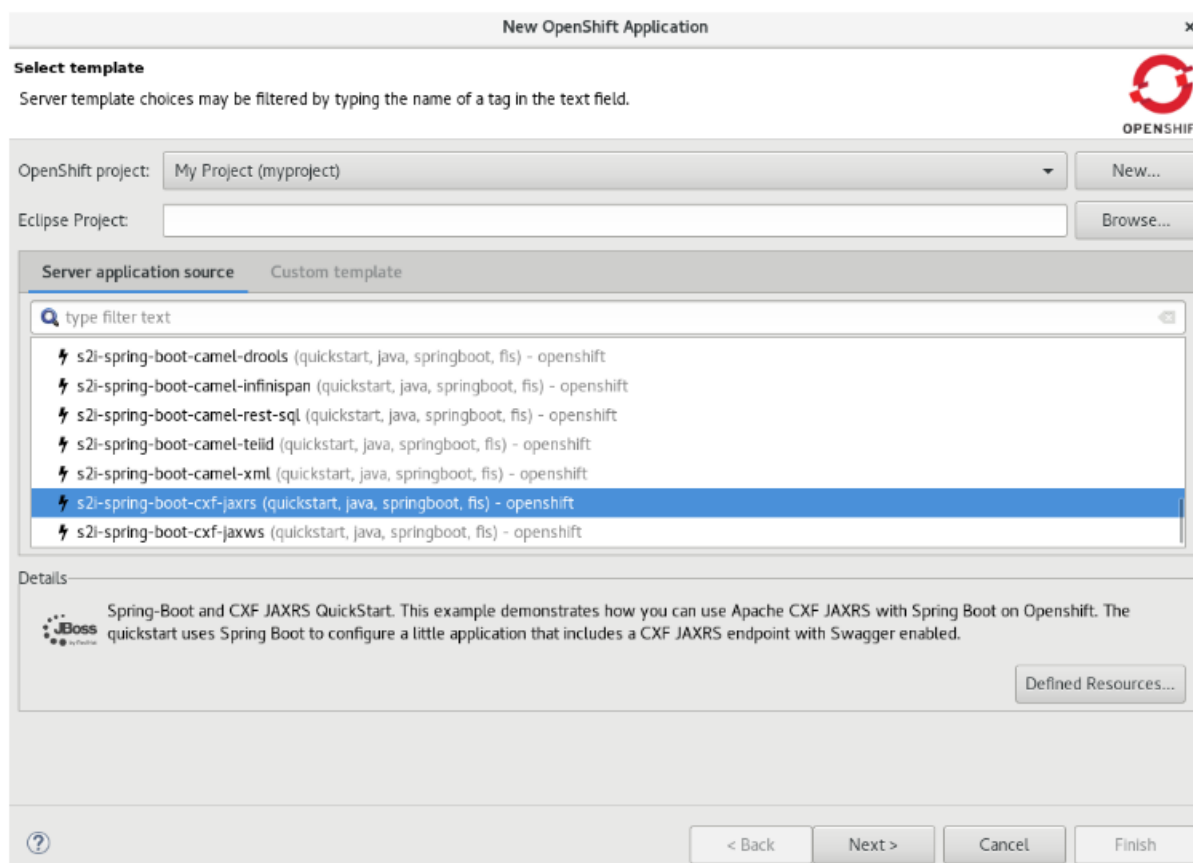 New OpenShift Application
×
Select template
Server template choices may be filtered by typing the name of a tag in the text field.
OPENSHIF
OpenShift project: My Project (myproject) New...
Eclipse Project: Browse...
Server application source Custom template
type filter text
s2i-spring-boot-camel-drools (quickstart, java, springboot, fis) - openshift
s2i-spring-boot-camel-infinispan (quickstart, java, springboot, fis) - openshift
s2i-spring-boot-camel-rest-sql (quickstart, java, springboot, fis) - openshift
s2i-spring-boot-camel-teiid (quickstart, java, springboot, fis) - openshift
s2i-spring-boot-camel-xml (quickstart, java, springboot, fis) - openshift
s2i-spring-boot-cxf-jaxrs (quickstart, java, springboot, fis) - openshift
s2i-spring-boot-cxf-jaxws (quickstart, java, springboot, fis) - openshift
Details
JBoss
Spring-Boot and CXF JAXRS QuickStart. This example demonstrates how you can use Apache CXF JAXRS with Spring Boot on Openshift. The
quickstart uses Spring Boot to configure a little application that includes a CXF JAXRS endpoint with Swagger enabled.
Defined Resources...
? < Back Next > Cancel Finish